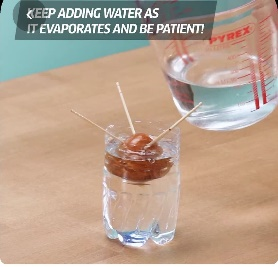 KEEP ADDING WATER AS
IT EVAPORATES AND BE PATIENT!
PYREX